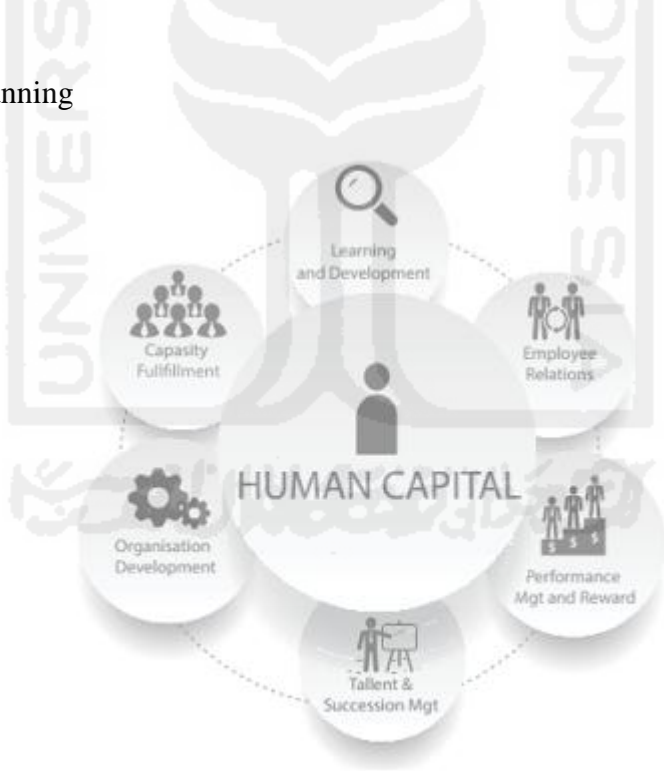 nning
Learning
and Development
Capasity
Fullfillment
Employee
Relations
HUMAN CAPITAL
Organisation
Development
$ $ $
Performance
Mgt and Reward
Tallent &
Succession Mgt